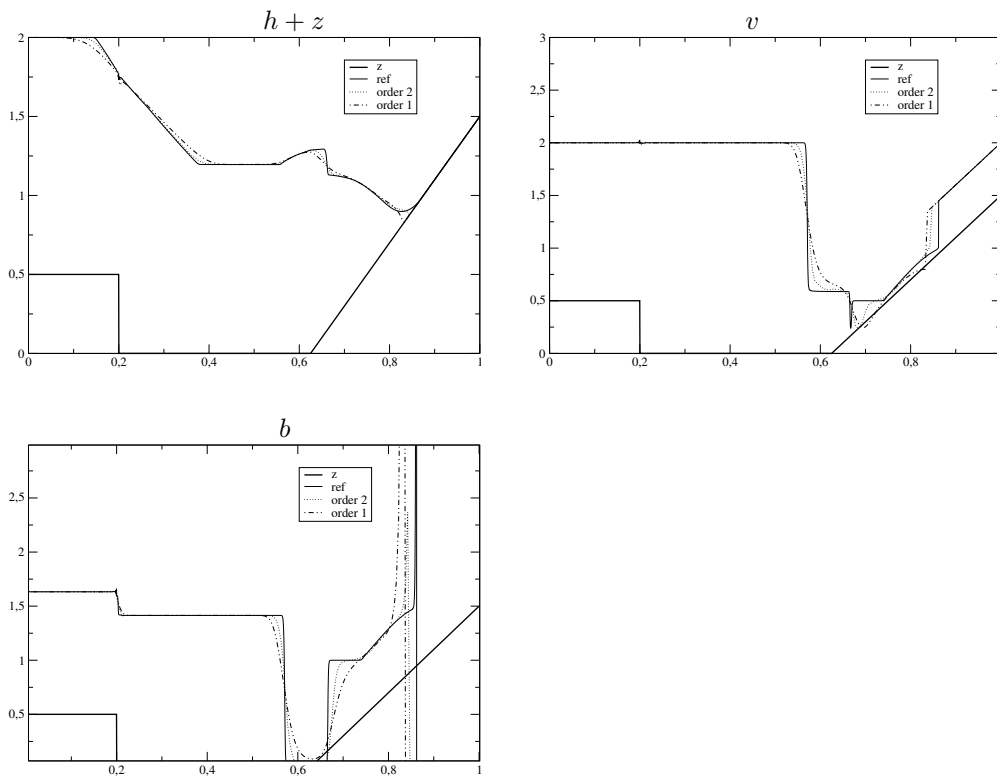 h + z
2
1,5
1
0,5
0
0 0,2 0,4 0,6 0,8 1
z
ref
order 2
order 1
v
3
2,5
2
1,5
1
0,5
0
0 0,2 0,4 0,6 0,8
z
ref
order 2
order 1
b
2,5
2
1,5
1
0,5
0,2 0,4 0,6 0,8 1
z
ref
order 2
order 1